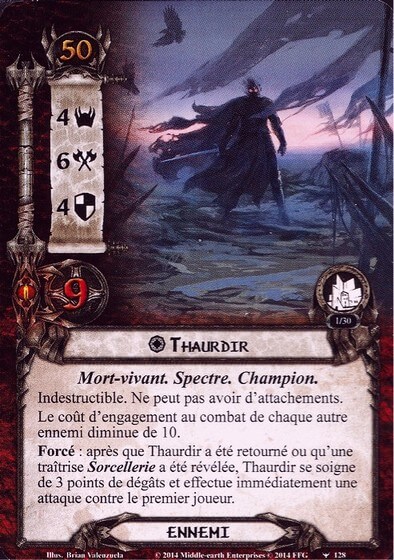 50
4
6
4
9
1/30
THAURDIR
Mort-vivant. Spectre. Champion.
Indestructible. Ne peut pas avoir d'attachements.
Le coût d'engagement au combat de chaque autre
ennemi diminue de 10.
Forcé : après que Thaurdir a été retourné ou qu'une
traîtrise Sorcellerie a été révélée, Thaurdir se soigne
de 3 points de dégâts et effectue immédiatement une
attaque contre le premier joueur.
ENNEMI
Illus. Brian Valenzuela © 2014 Middle-earth Enterprises © 2014 FFG 128